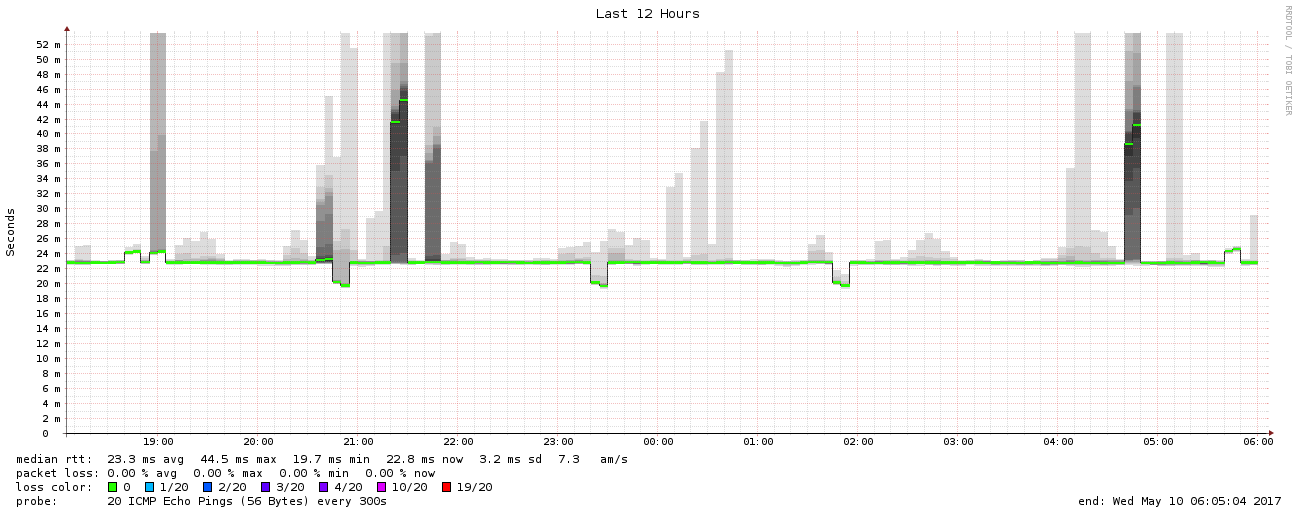 Last 12 Hours
RRDTOOL / TOBI OETIKER
Seconds
52 m
50 m
48 m
46 m
44 m
42 m
40 m
38 m
36 m
34 m
32 m
30 m
28 m
26 m
24 m
22 m
20 m
18 m
16 m
14 m
12 m
10 m
8 m
6 m
4 m
2 m
0
19:00 20:00 21:00 22:00 23:00 00:00 01:00 02:00 03:00 04:00 05:00 06:00
median rtt: 23.3 ms avg 44.5 ms max 19.7 ms min 22.8 ms now 3.2 ms sd 7.3 am/s
packet loss: 0.00 % avg 0.00 % max 0.00 % min 0.00 % now
loss color: 0 1/20 2/20 3/20 4/20 10/20 19/20
probe: 20 ICMP Echo Pings (56 Bytes) every 300s end: Wed May 10 06:05:04 2017